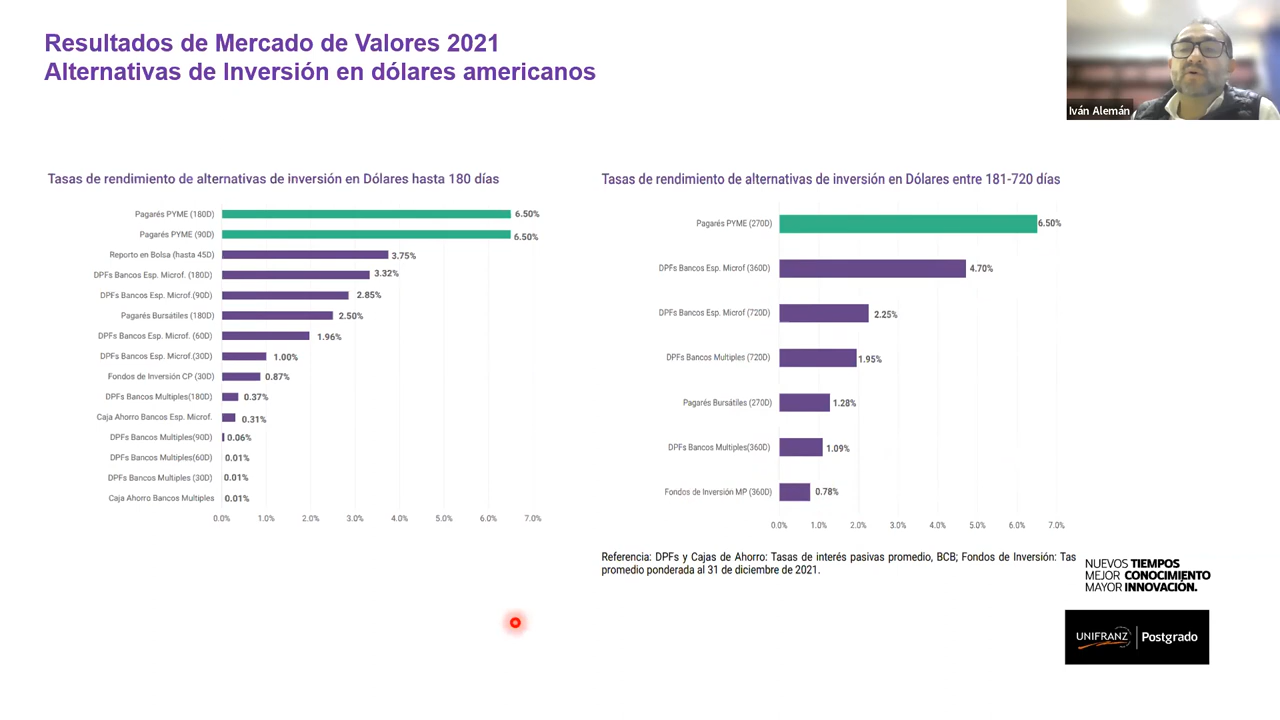 Resultados de Mercado de Valores 2021
Alternativas de Inversión en dólares americanos
Iván Alemán
Tasas de rendimiento de alternativas de inversión en Dólares hasta 180 días
Pagarés PYME (180D) 6.50%
Pagarés PYME (90D) 6.50%
Reporto en Bolsa (hasta 45D) 3.75%
DPFs Bancos Esp. Microf. (180D) 3.32%
DPFs Bancos Esp. Microf.(90D) 2.85%
Pagarés Bursátiles (180D) 2.50%
DPFs Bancos Esp. Microf. (60D) 1.96%
DPFs Bancos Esp. Microf.(30D) 1.00%
Fondos de Inversión CP (30D) 0.87%
DPFs Bancos Multiples(180D) 0.37%
Caja Ahorro Bancos Esp. Microf. 0.31%
DPFs Bancos Multiples(90D) 0.06%
DPFs Bancos Multiples(60D) 0.01%
DPFs Bancos Multiples (30D) 0.01%
Caja Ahorro Bancos Multiples 0.01%
0.0% 1.0% 2.0% 3.0% 4.0% 5.0% 6.0% 7.0%
Tasas de rendimiento de alternativas de inversión en Dólares entre 181-720 días
Pagarés PYME (270D) 6.50%
DPFs Bancos Esp. Microf (360D) 4.70%
DPFs Bancos Esp. Microf (720D) 2.25%
DPFs Bancos Multiples (720D) 1.95%
Pagarés Bursátiles (270D) 1.28%
DPFs Bancos Multiples(360D) 1.09%
Fondos de Inversión MP (360D) 0.78%
0.0% 1.0% 2.0% 3.0% 4.0% 5.0% 6.0% 7.0%
Referencia: DPFs y Cajas de Ahorro: Tasas de interés pasivas promedio, BCB; Fondos de Inversión: Tas
promedio ponderada al 31 de diciembre de 2021.
NUEVOS TIEMPOS
MEJOR CONOCIMIENTO
MAYOR INNOVACIÓN.
UNIFRANZ Postgrado